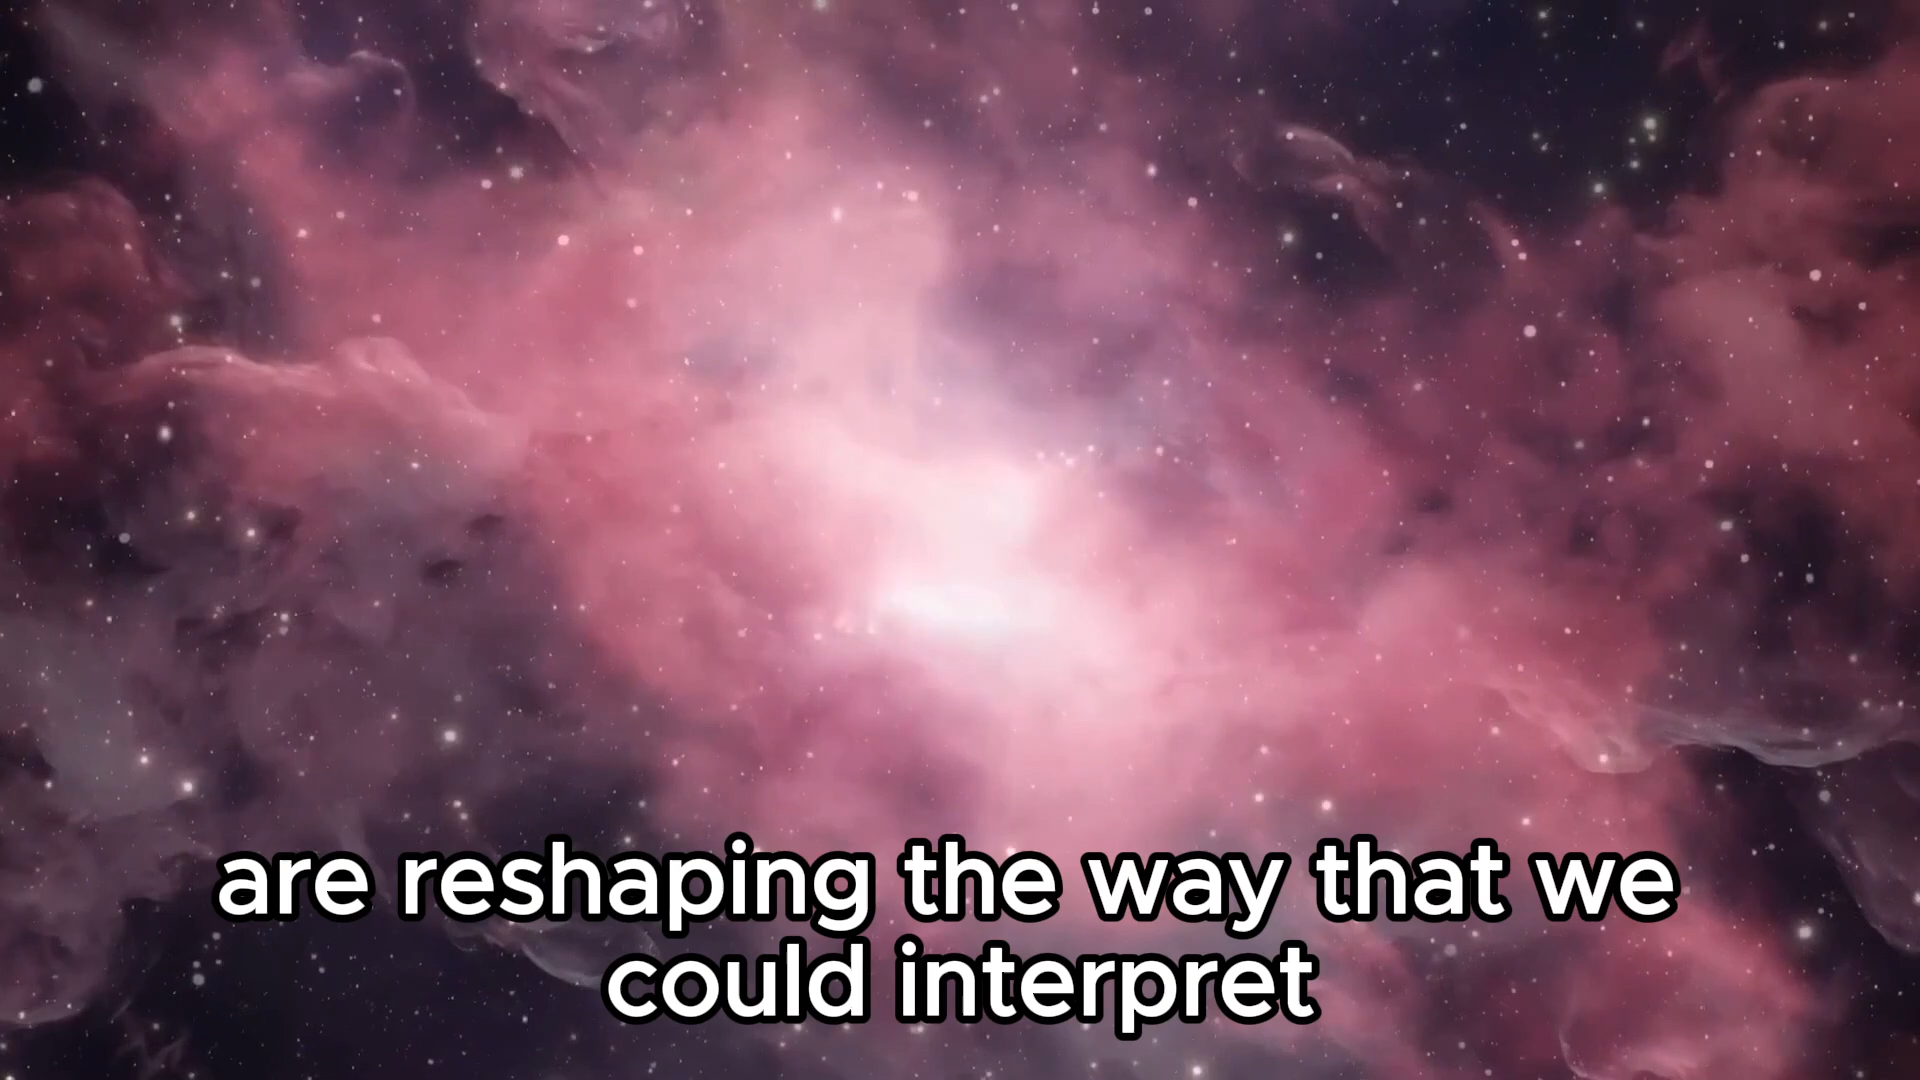 are reshaping the way that we
could interpret